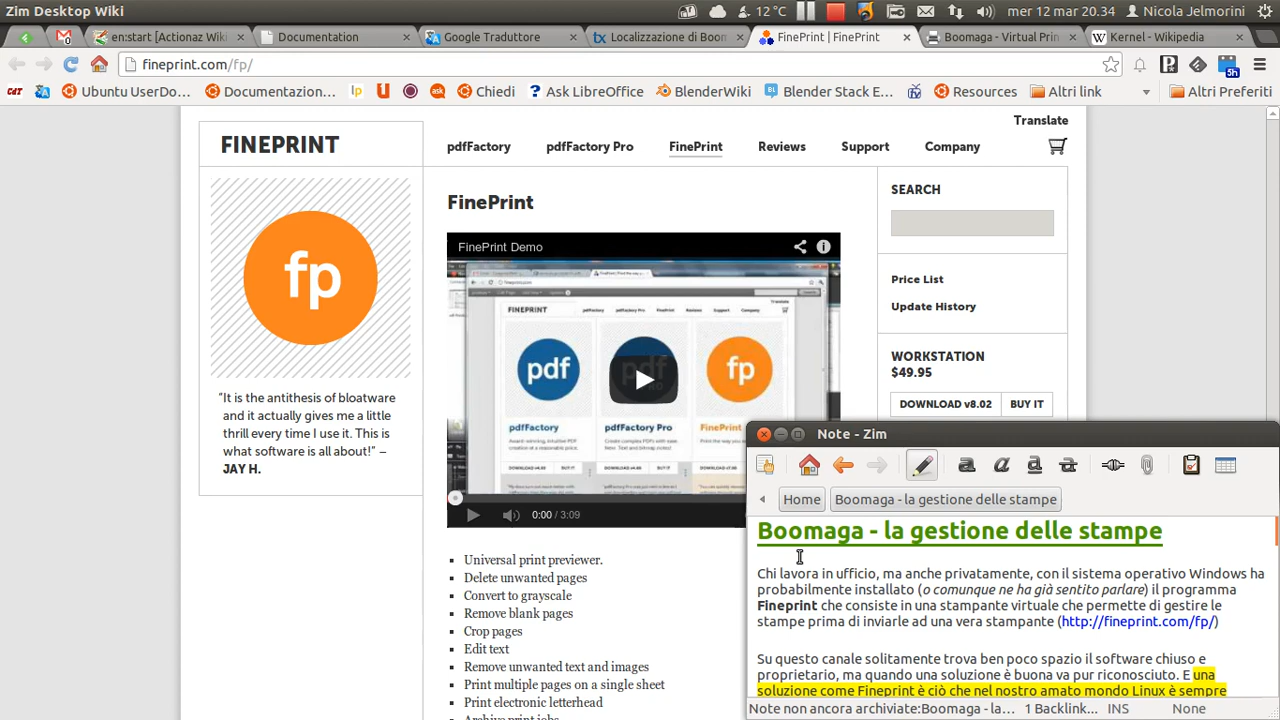 Zim Desktop Wiki
12 °C
mer 12 mar 20.34
Nicola Jelmorini
en:start [Actionaz Wiki
Documentation
Google Traduttore
Localizzazione di Boom
FinePrint | FinePrint
Boomaga - Virtual Prin
Kernel - Wikipedia
fineprint.com/fp/
5h
CAT
Ubuntu UserDo...
Documentazion...
lp
ask
Chiedi
Ask LibreOffice
BlenderWiki
Blender Stack E...
Resources
Altri link
Altri Preferiti
Translate
FINEPRINT
pdfFactory
pdfFactory Pro
FinePrint
Reviews
Support
Company
fp
"It is the antithesis of bloatware
and it actually gives me a little
thrill every time I use it. This is
what software is all about!" –
JAY H.
FinePrint
FinePrint Demo
FINEPRINT
pdf
fp
pdfFactory
pdfFactory Pro
FinePrint
0:00 / 3:09
Universal print previewer.
Delete unwanted pages
Convert to grayscale
Remove blank pages
Crop pages
Edit text
Remove unwanted text and images
Print multiple pages on a single sheet
Print electronic letterhead
Archive print jobs
SEARCH
Price List
Update History
WORKSTATION
$49.95
DOWNLOAD v8.02
BUY IT
Note - Zim
Home
Boomaga - la gestione delle stampe
Boomaga - la gestione delle stampe
Chi lavora in ufficio, ma anche privatamente, con il sistema operativo Windows ha
probabilmente installato (o comunque ne ha già sentito parlare) il programma
Fineprint che consiste in una stampante virtuale che permette di gestire le
stampe prima di inviarle ad una vera stampante (http://fineprint.com/fp/)
Su questo canale solitamente trova ben poco spazio il software chiuso e
proprietario, ma quando una soluzione è buona va pur riconosciuto. E una
soluzione come Fineprint è ciò che nel nostro amato mondo Linux è sempre
Note non ancora archiviate:Boomaga - la...
1 Backlink...
INS
None